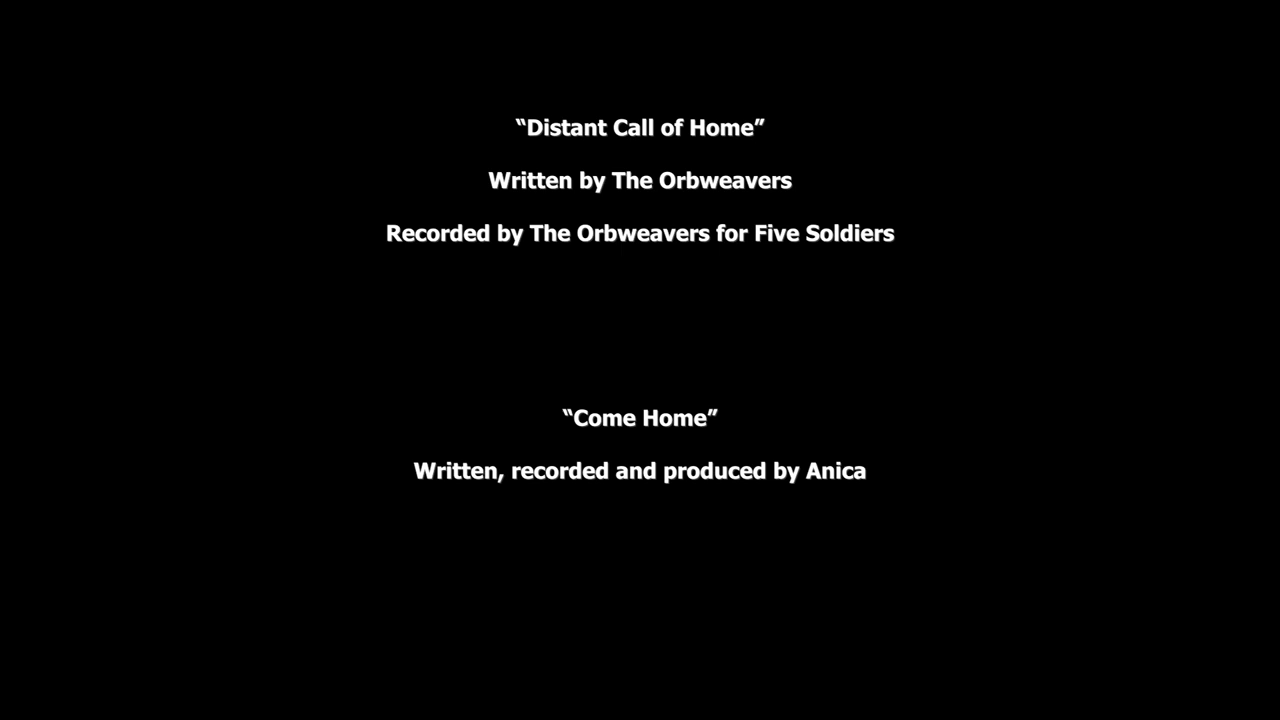 “Distant Call of Home”
Written by The Orbweavers
Recorded by The Orbweavers for Five Soldiers
“Come Home”
Written, recorded and produced by Anica